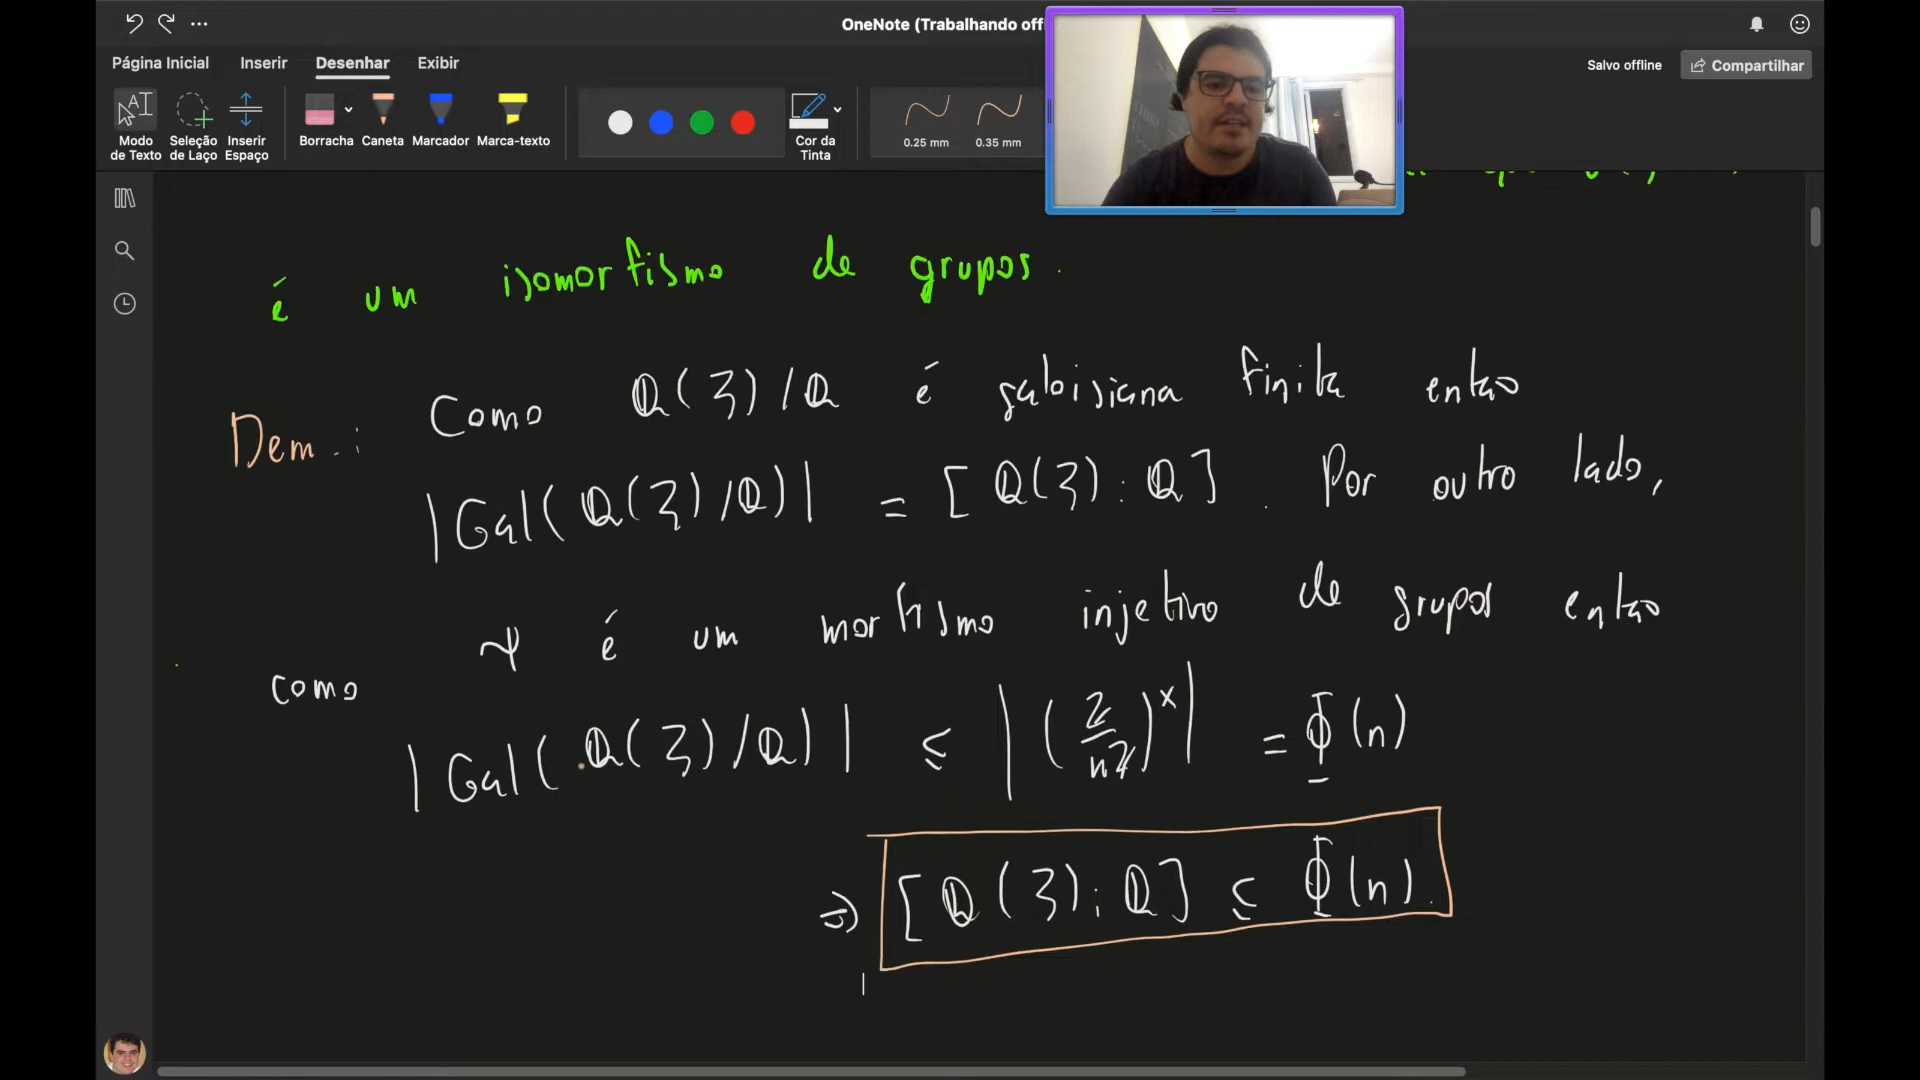 OneNote (Trabalhando off
Página Inicial Inserir Desenhar Exibir
Salvo offline Compartilhar
Modo de Texto
Seleção de Laço
Inserir Espaço
Borracha
Caneta
Marcador
Marca-texto
Cor da Tinta
0.25 mm
0.35 mm
é um isomorfismo de grupos.
Dem.: Como ℚ(ζ)/ℚ é galoisiana finita então
|Gal(ℚ(ζ)/ℚ)| = [ℚ(ζ):ℚ]. Por outro lado,
como ψ é um morfismo injetivo de grupos então
|Gal(ℚ(ζ)/ℚ)| ≤ |(ℤ/nℤ)^×| = Φ(n)
⇒) [ℚ(ζ):ℚ] ≤ Φ(n).